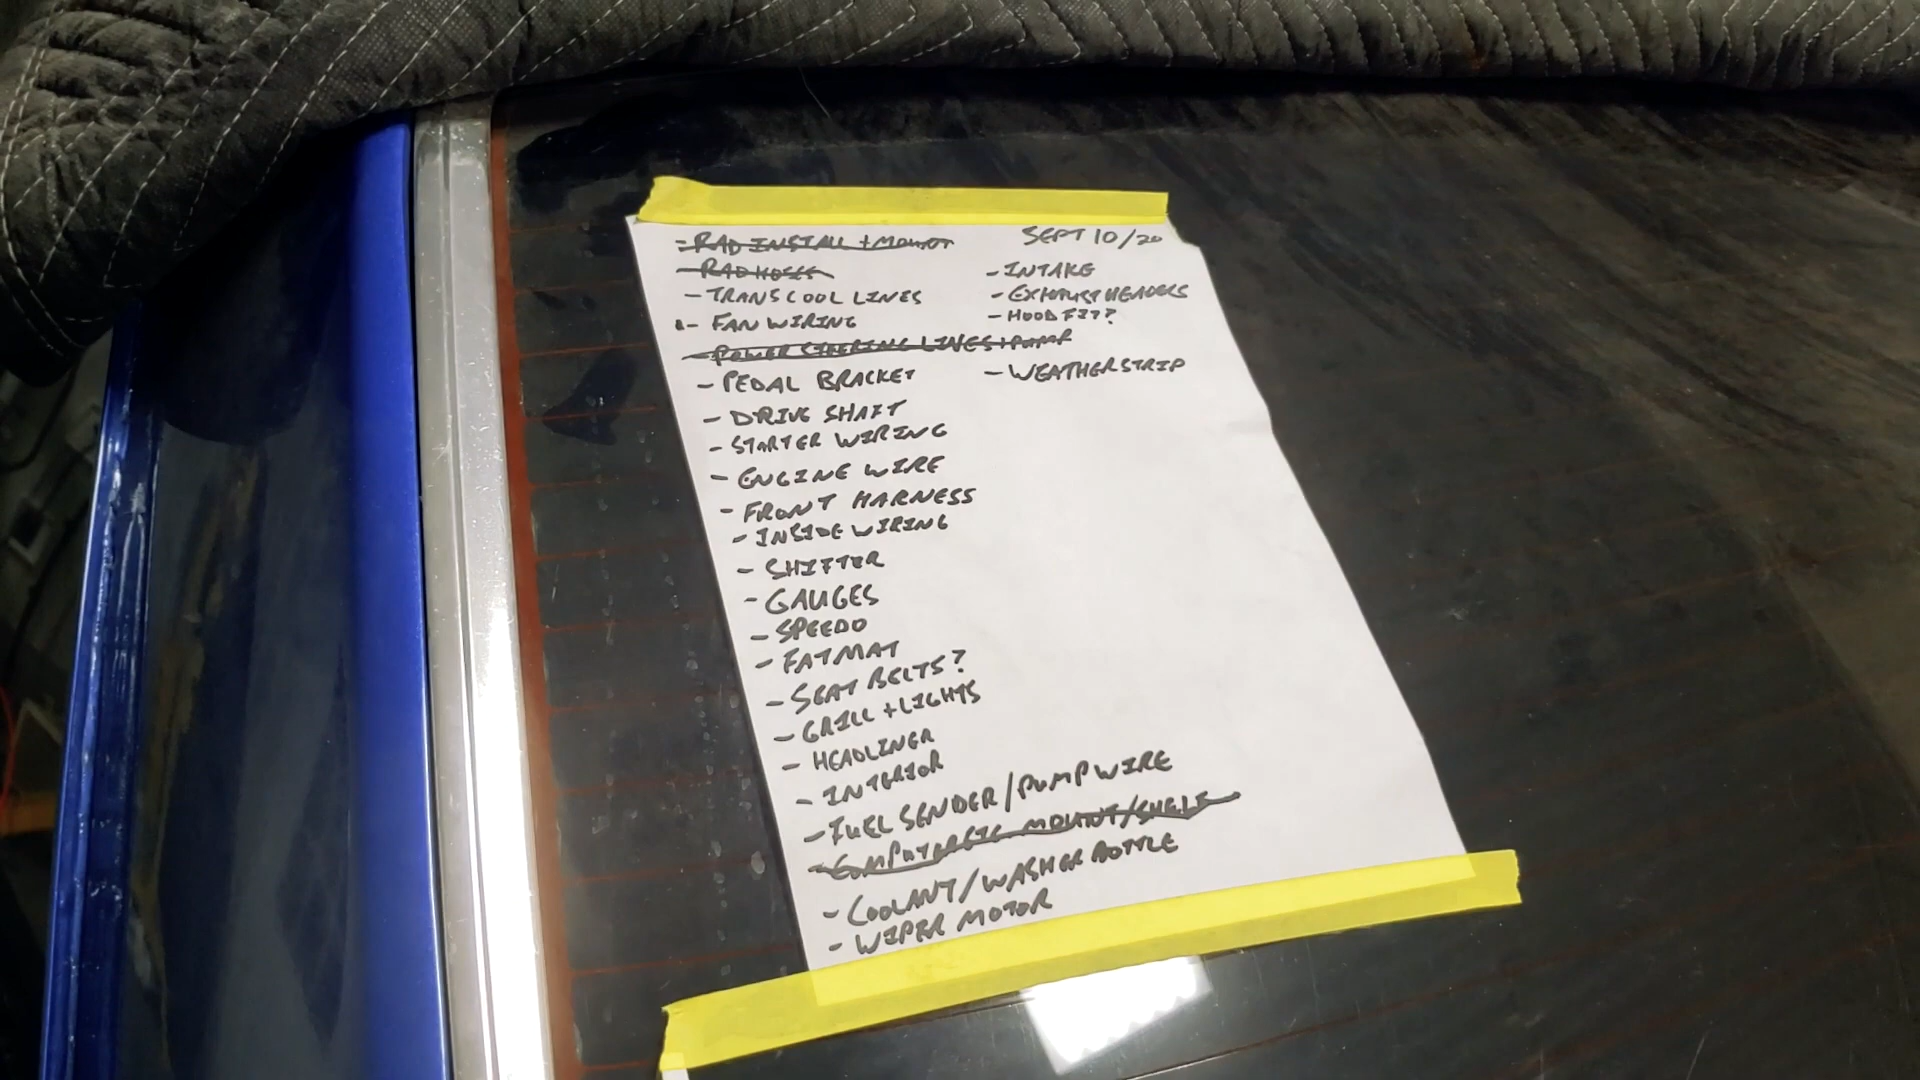 - RAD INSTALL + MOUNT
SEPT 10/20
- RAD HOSES
- TRANS COOL LINES
- FAN WIRING
- POWER STEERING LINES + PUMP
- PEDAL BRACKET
- DRIVE SHAFT
- STARTER WIRING
- ENGINE WIRE
- FRONT HARNESS
- INSIDE WIRING
- SHIFTER
- GAUGES
- SPEEDO
- FATMAT
- SEAT BELTS?
- GRILL + LIGHTS
- HEADLINER
- INTERIOR
- FUEL SENDER/PUMP WIRE
- COMPUTER ETC MOUNT/SHELF
- COOLANT/WASHER BOTTLE
- WIPER MOTOR
- INTAKE
- EXHAUST HEADERS
- HOOD FIT?
- WEATHERSTRIP